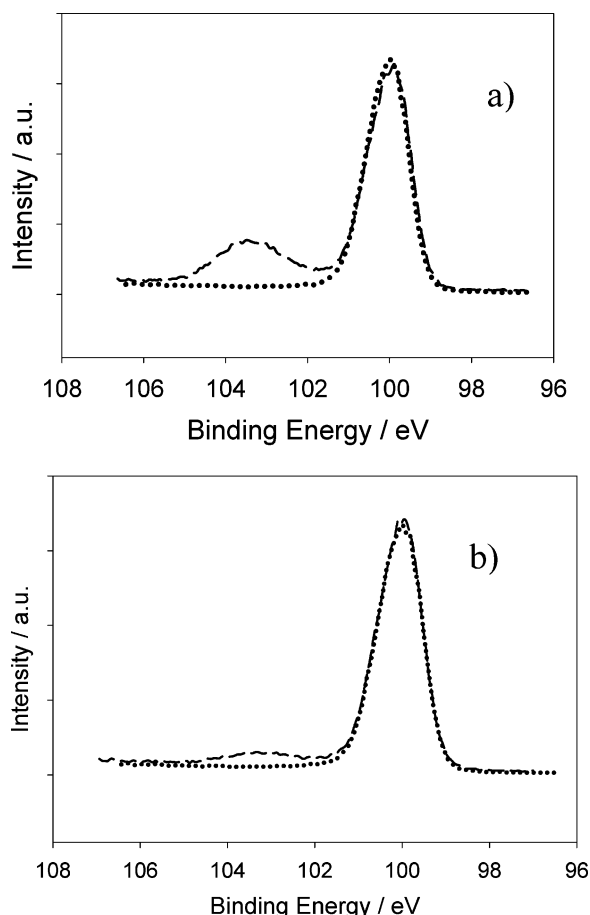 a)
Intensity / a.u.
108 106 104 102 100 98 96
Binding Energy / eV
b)
Intensity / a.u.
108 106 104 102 100 98 96
Binding Energy / eV